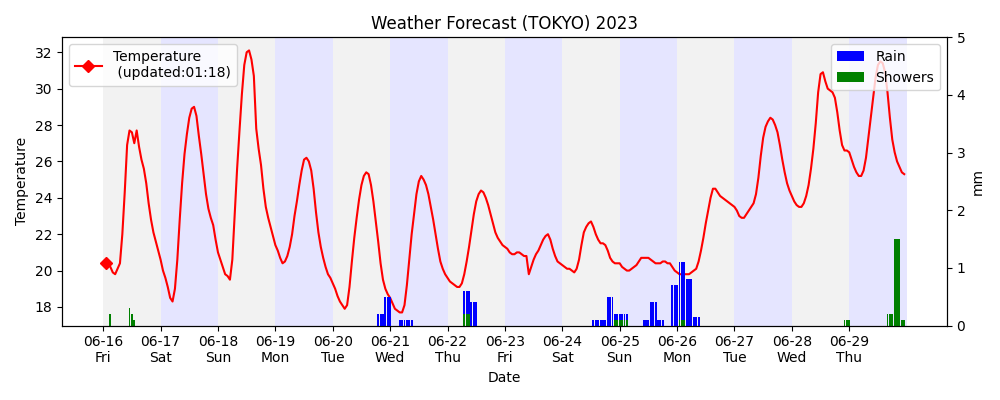 Weather Forecast (TOKYO) 2023
Temperature
(updated:01:18)
Rain
Showers
Temperature
32
30
28
26
24
22
20
18
5
4
3
2
1
0
mm
06-16 06-17 06-18 06-19 06-20 06-21 06-22 06-23 06-24 06-25 06-26 06-27 06-28 06-29
Fri Sat Sun Mon Tue Wed Thu Fri Sat Sun Mon Tue Wed Thu
Date